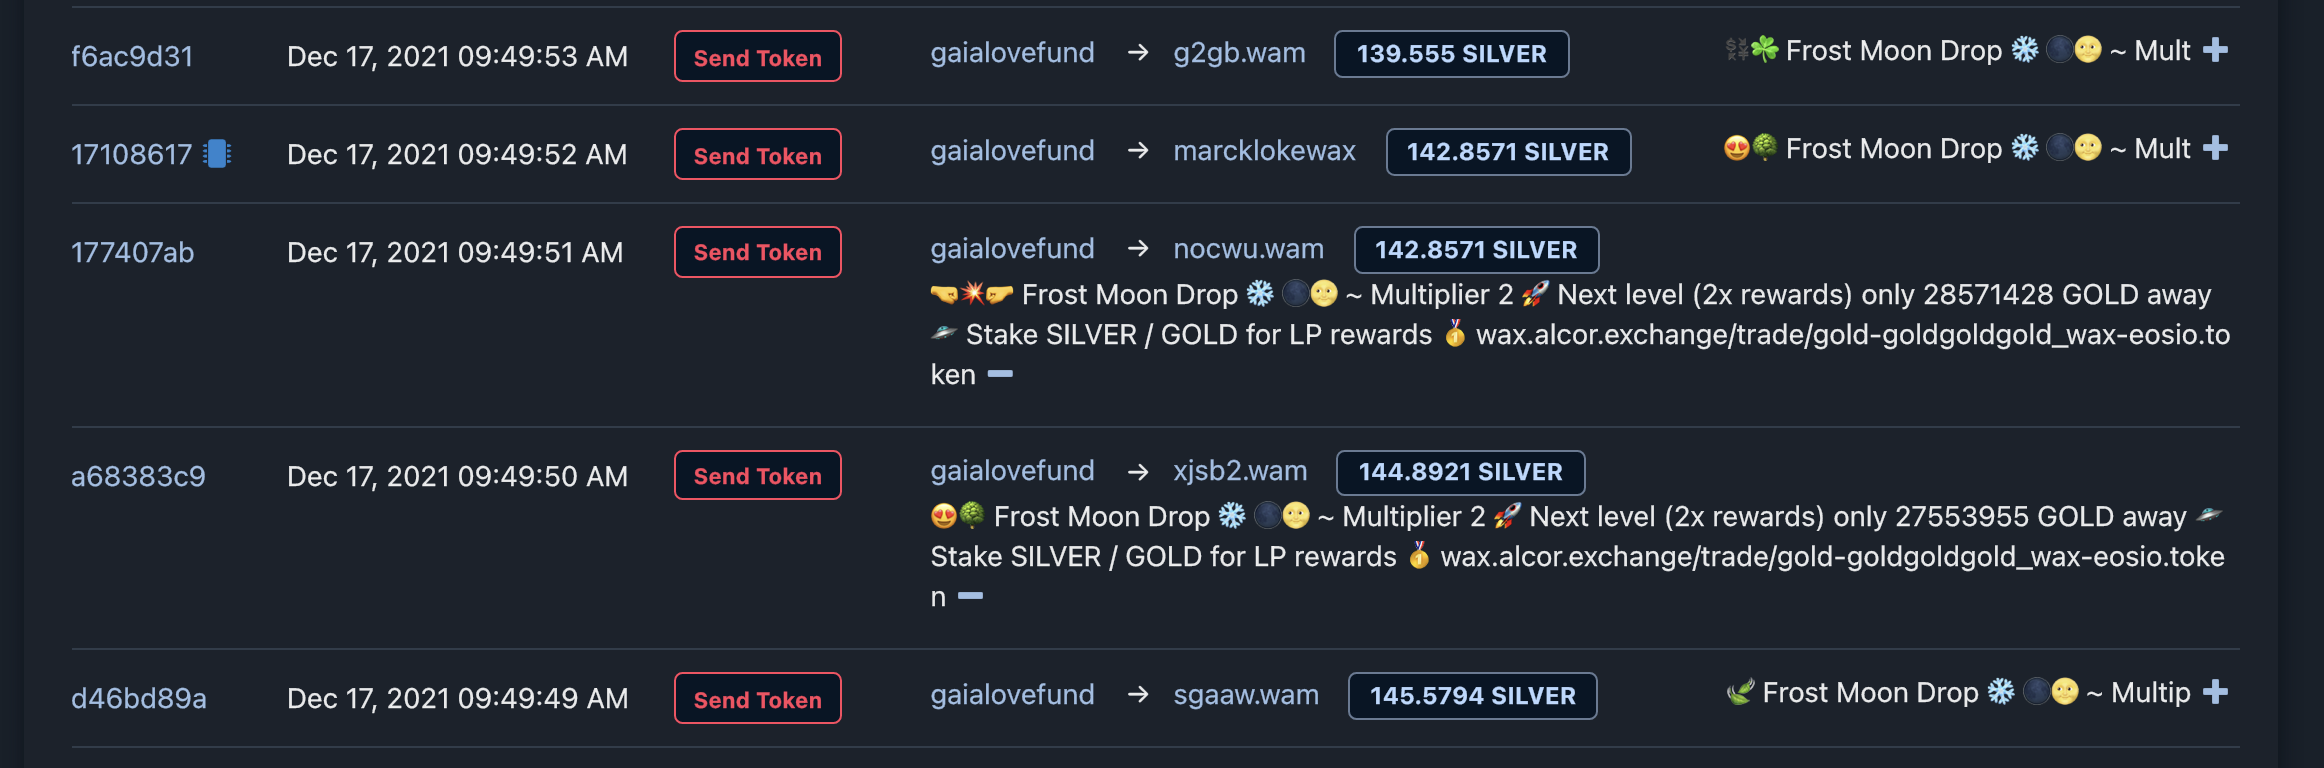 f6ac9d31 Dec 17, 2021 09:49:53 AM Send Token gaialovefund → g2gb.wam 139.555 SILVER ☘️ Frost Moon Drop ❄️ 🌑🌝 ~ Mult
17108617 Dec 17, 2021 09:49:52 AM Send Token gaialovefund → marcklokewax 142.8571 SILVER 😍🌳 Frost Moon Drop ❄️ 🌑🌝 ~ Mult
177407ab Dec 17, 2021 09:49:51 AM Send Token gaialovefund → nocwu.wam 142.8571 SILVER
🤜💥🤛 Frost Moon Drop ❄️ 🌑🌝 ~ Multiplier 2 🚀 Next level (2x rewards) only 28571428 GOLD away
🛸 Stake SILVER / GOLD for LP rewards 🥇 wax.alcor.exchange/trade/gold-goldgoldgold_wax-eosio.to
ken
a68383c9 Dec 17, 2021 09:49:50 AM Send Token gaialovefund → xjsb2.wam 144.8921 SILVER
😍🌳 Frost Moon Drop ❄️ 🌑🌝 ~ Multiplier 2 🚀 Next level (2x rewards) only 27553955 GOLD away 🛸
Stake SILVER / GOLD for LP rewards 🥇 wax.alcor.exchange/trade/gold-goldgoldgold_wax-eosio.toke
n
d46bd89a Dec 17, 2021 09:49:49 AM Send Token gaialovefund → sgaaw.wam 145.5794 SILVER 🌿 Frost Moon Drop ❄️ 🌑🌝 ~ Multip